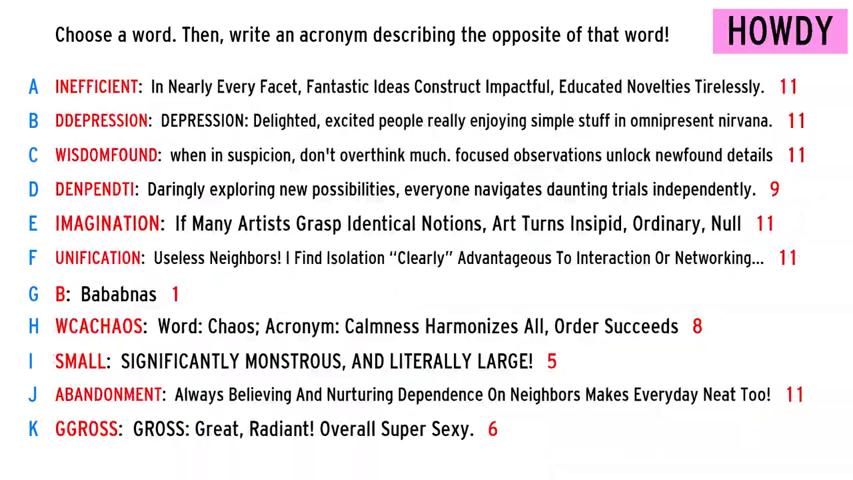 Choose a word. Then, write an acronym describing the opposite of that word!
HOWDY
A INEFFICIENT: In Nearly Every Facet, Fantastic Ideas Construct Impactful, Educated Novelties Tirelessly. 11
B DDEPRESSION: DEPRESSION: Delighted, excited people really enjoying simple stuff in omnipresent nirvana. 11
C WISDOMFOUND: when in suspicion, don't overthink much. focused observations unlock newfound details 11
D DENPENDTI: Daringly exploring new possibilities, everyone navigates daunting trials independently. 9
E IMAGINATION: If Many Artists Grasp Identical Notions, Art Turns Insipid, Ordinary, Null 11
F UNIFICATION: Useless Neighbors! I Find Isolation “Clearly” Advantageous To Interaction Or Networking... 11
G B: Bababnas 1
H WCACHAOS: Word: Chaos; Acronym: Calmness Harmonizes All, Order Succeeds 8
I SMALL: SIGNIFICANTLY MONSTROUS, AND LITERALLY LARGE! 5
J ABANDONMENT: Always Believing And Nurturing Dependence On Neighbors Makes Everyday Neat Too! 11
K GGROSS: GROSS: Great, Radiant! Overall Super Sexy. 6